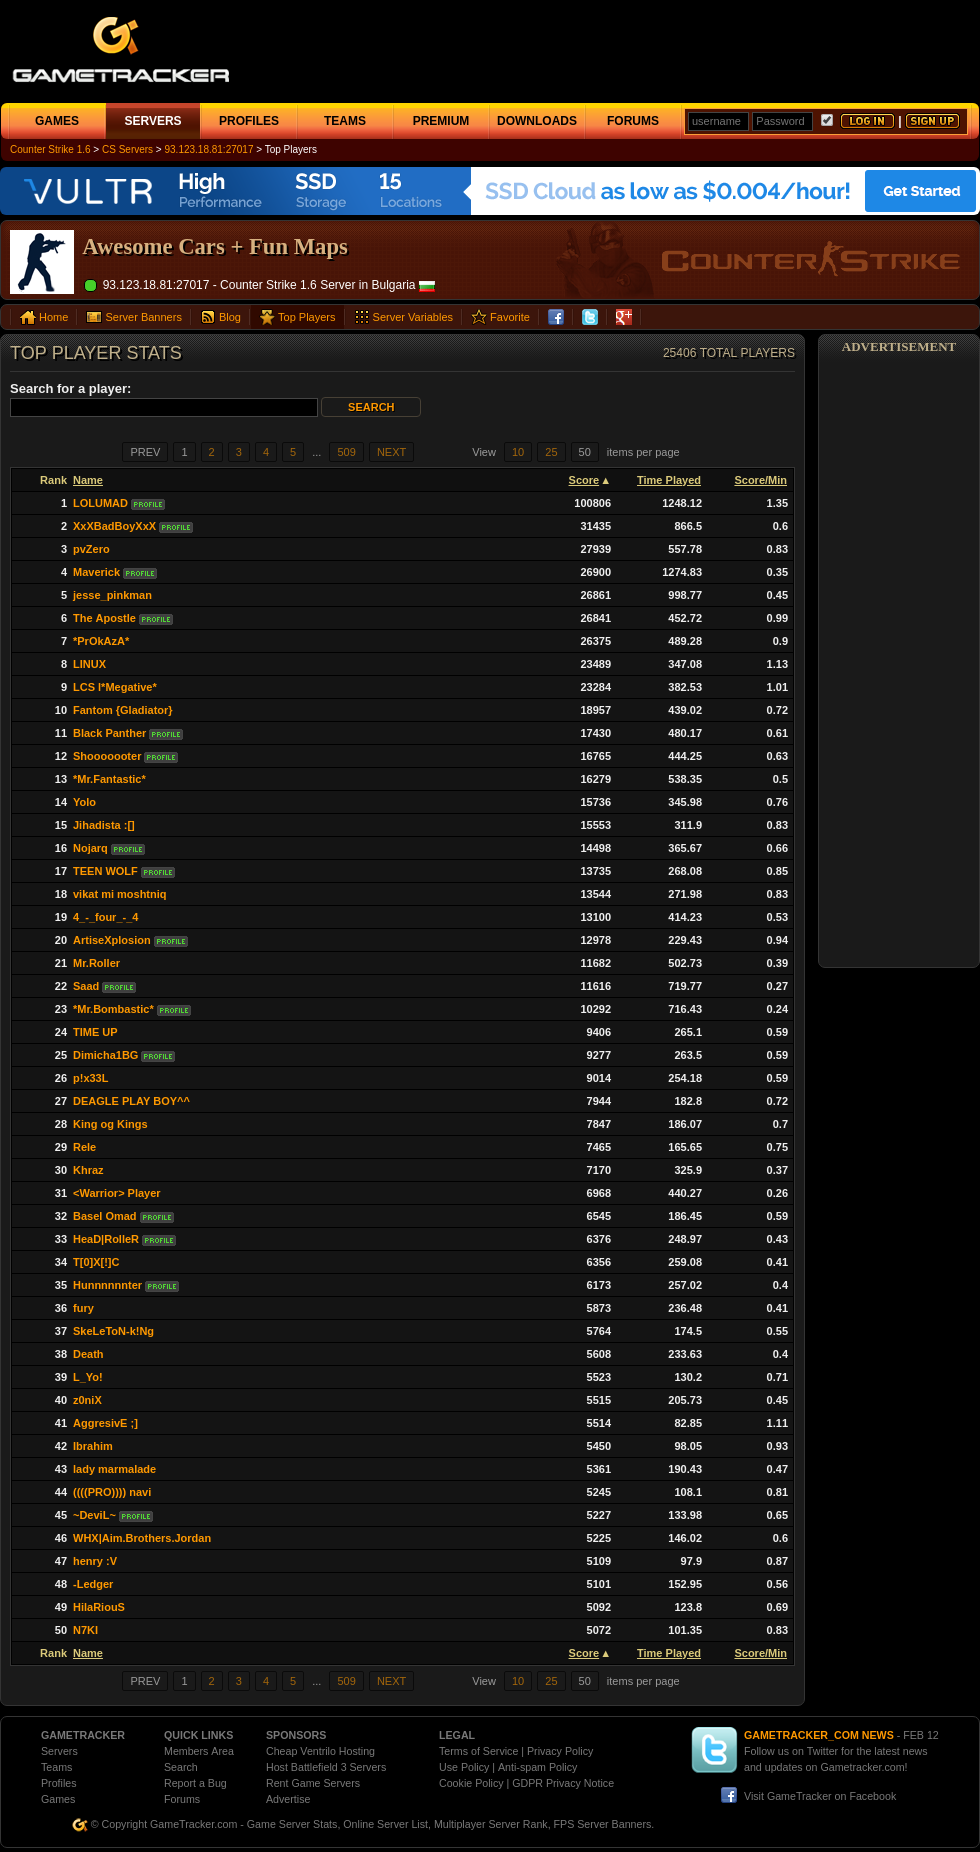 GAMETRACKER
GAMES SERVERS PROFILES TEAMS PREMIUM DOWNLOADS FORUMS username Password LOG IN | SIGN UP
Counter Strike 1.6 > CS Servers > 93.123.18.81:27017 > Top Players
VULTR High Performance SSD Storage 15 Locations SSD Cloud as low as $0.004/hour! Get Started
Awesome Cars + Fun Maps
COUNTER STRIKE
93.123.18.81:27017 - Counter Strike 1.6 Server in Bulgaria
Home Server Banners Blog Top Players Server Variables Favorite
TOP PLAYER STATS 25406 TOTAL PLAYERS
ADVERTISEMENT
Search for a player:
SEARCH
PREV 1 2 3 4 5 ... 509 NEXT View 10 25 50 items per page
Rank Name Score▲ Time Played Score/Min
1 LOLUMAD PROFILE 100806 1248.12 1.35
2 XxXBadBoyXxX PROFILE 31435 866.5 0.6
3 pvZero 27939 557.78 0.83
4 Maverick PROFILE 26900 1274.83 0.35
5 jesse_pinkman 26861 998.77 0.45
6 The Apostle PROFILE 26841 452.72 0.99
7 *PrOkAzA* 26375 489.28 0.9
8 LINUX 23489 347.08 1.13
9 LCS l*Megative* 23284 382.53 1.01
10 Fantom {Gladiator} 18957 439.02 0.72
11 Black Panther PROFILE 17430 480.17 0.61
12 Shooooooter PROFILE 16765 444.25 0.63
13 *Mr.Fantastic* 16279 538.35 0.5
14 Yolo 15736 345.98 0.76
15 Jihadista :[] 15553 311.9 0.83
16 Nojarq PROFILE 14498 365.67 0.66
17 TEEN WOLF PROFILE 13735 268.08 0.85
18 vikat mi moshtniq 13544 271.98 0.83
19 4_-_four_-_4 13100 414.23 0.53
20 ArtiseXplosion PROFILE 12978 229.43 0.94
21 Mr.Roller 11682 502.73 0.39
22 Saad PROFILE 11616 719.77 0.27
23 *Mr.Bombastic* PROFILE 10292 716.43 0.24
24 TIME UP 9406 265.1 0.59
25 Dimicha1BG PROFILE 9277 263.5 0.59
26 p!x33L 9014 254.18 0.59
27 DEAGLE PLAY BOY^^ 7944 182.8 0.72
28 King og Kings 7847 186.07 0.7
29 Rele 7465 165.65 0.75
30 Khraz 7170 325.9 0.37
31 <Warrior> Player 6968 440.27 0.26
32 Basel Omad PROFILE 6545 186.45 0.59
33 HeaD|RolleR PROFILE 6376 248.97 0.43
34 T[0]X[!]C 6356 259.08 0.41
35 Hunnnnnnter PROFILE 6173 257.02 0.4
36 fury 5873 236.48 0.41
37 SkeLeToN-k!Ng 5764 174.5 0.55
38 Death 5608 233.63 0.4
39 L_Yo! 5523 130.2 0.71
40 z0niX 5515 205.73 0.45
41 AggresivE ;] 5514 82.85 1.11
42 Ibrahim 5450 98.05 0.93
43 lady marmalade 5361 190.43 0.47
44 ((((PRO)))) navi 5245 108.1 0.81
45 ~DeviL~ PROFILE 5227 133.98 0.65
46 WHX|Aim.Brothers.Jordan 5225 146.02 0.6
47 henry :V 5109 97.9 0.87
48 -Ledger 5101 152.95 0.56
49 HilaRiouS 5092 123.8 0.69
50 N7KI 5072 101.35 0.83
Rank Name Score▲ Time Played Score/Min
PREV 1 2 3 4 5 ... 509 NEXT View 10 25 50 items per page
GAMETRACKER QUICK LINKS SPONSORS LEGAL GAMETRACKER_COM NEWS - FEB 12
Servers Members Area Cheap Ventrilo Hosting Terms of Service | Privacy Policy Follow us on Twitter for the latest news
Teams Search Host Battlefield 3 Servers Use Policy | Anti-spam Policy and updates on Gametracker.com!
Profiles Report a Bug Rent Game Servers Cookie Policy | GDPR Privacy Notice
Games Forums Advertise Visit GameTracker on Facebook
© Copyright GameTracker.com - Game Server Stats, Online Server List, Multiplayer Server Rank, FPS Server Banners.